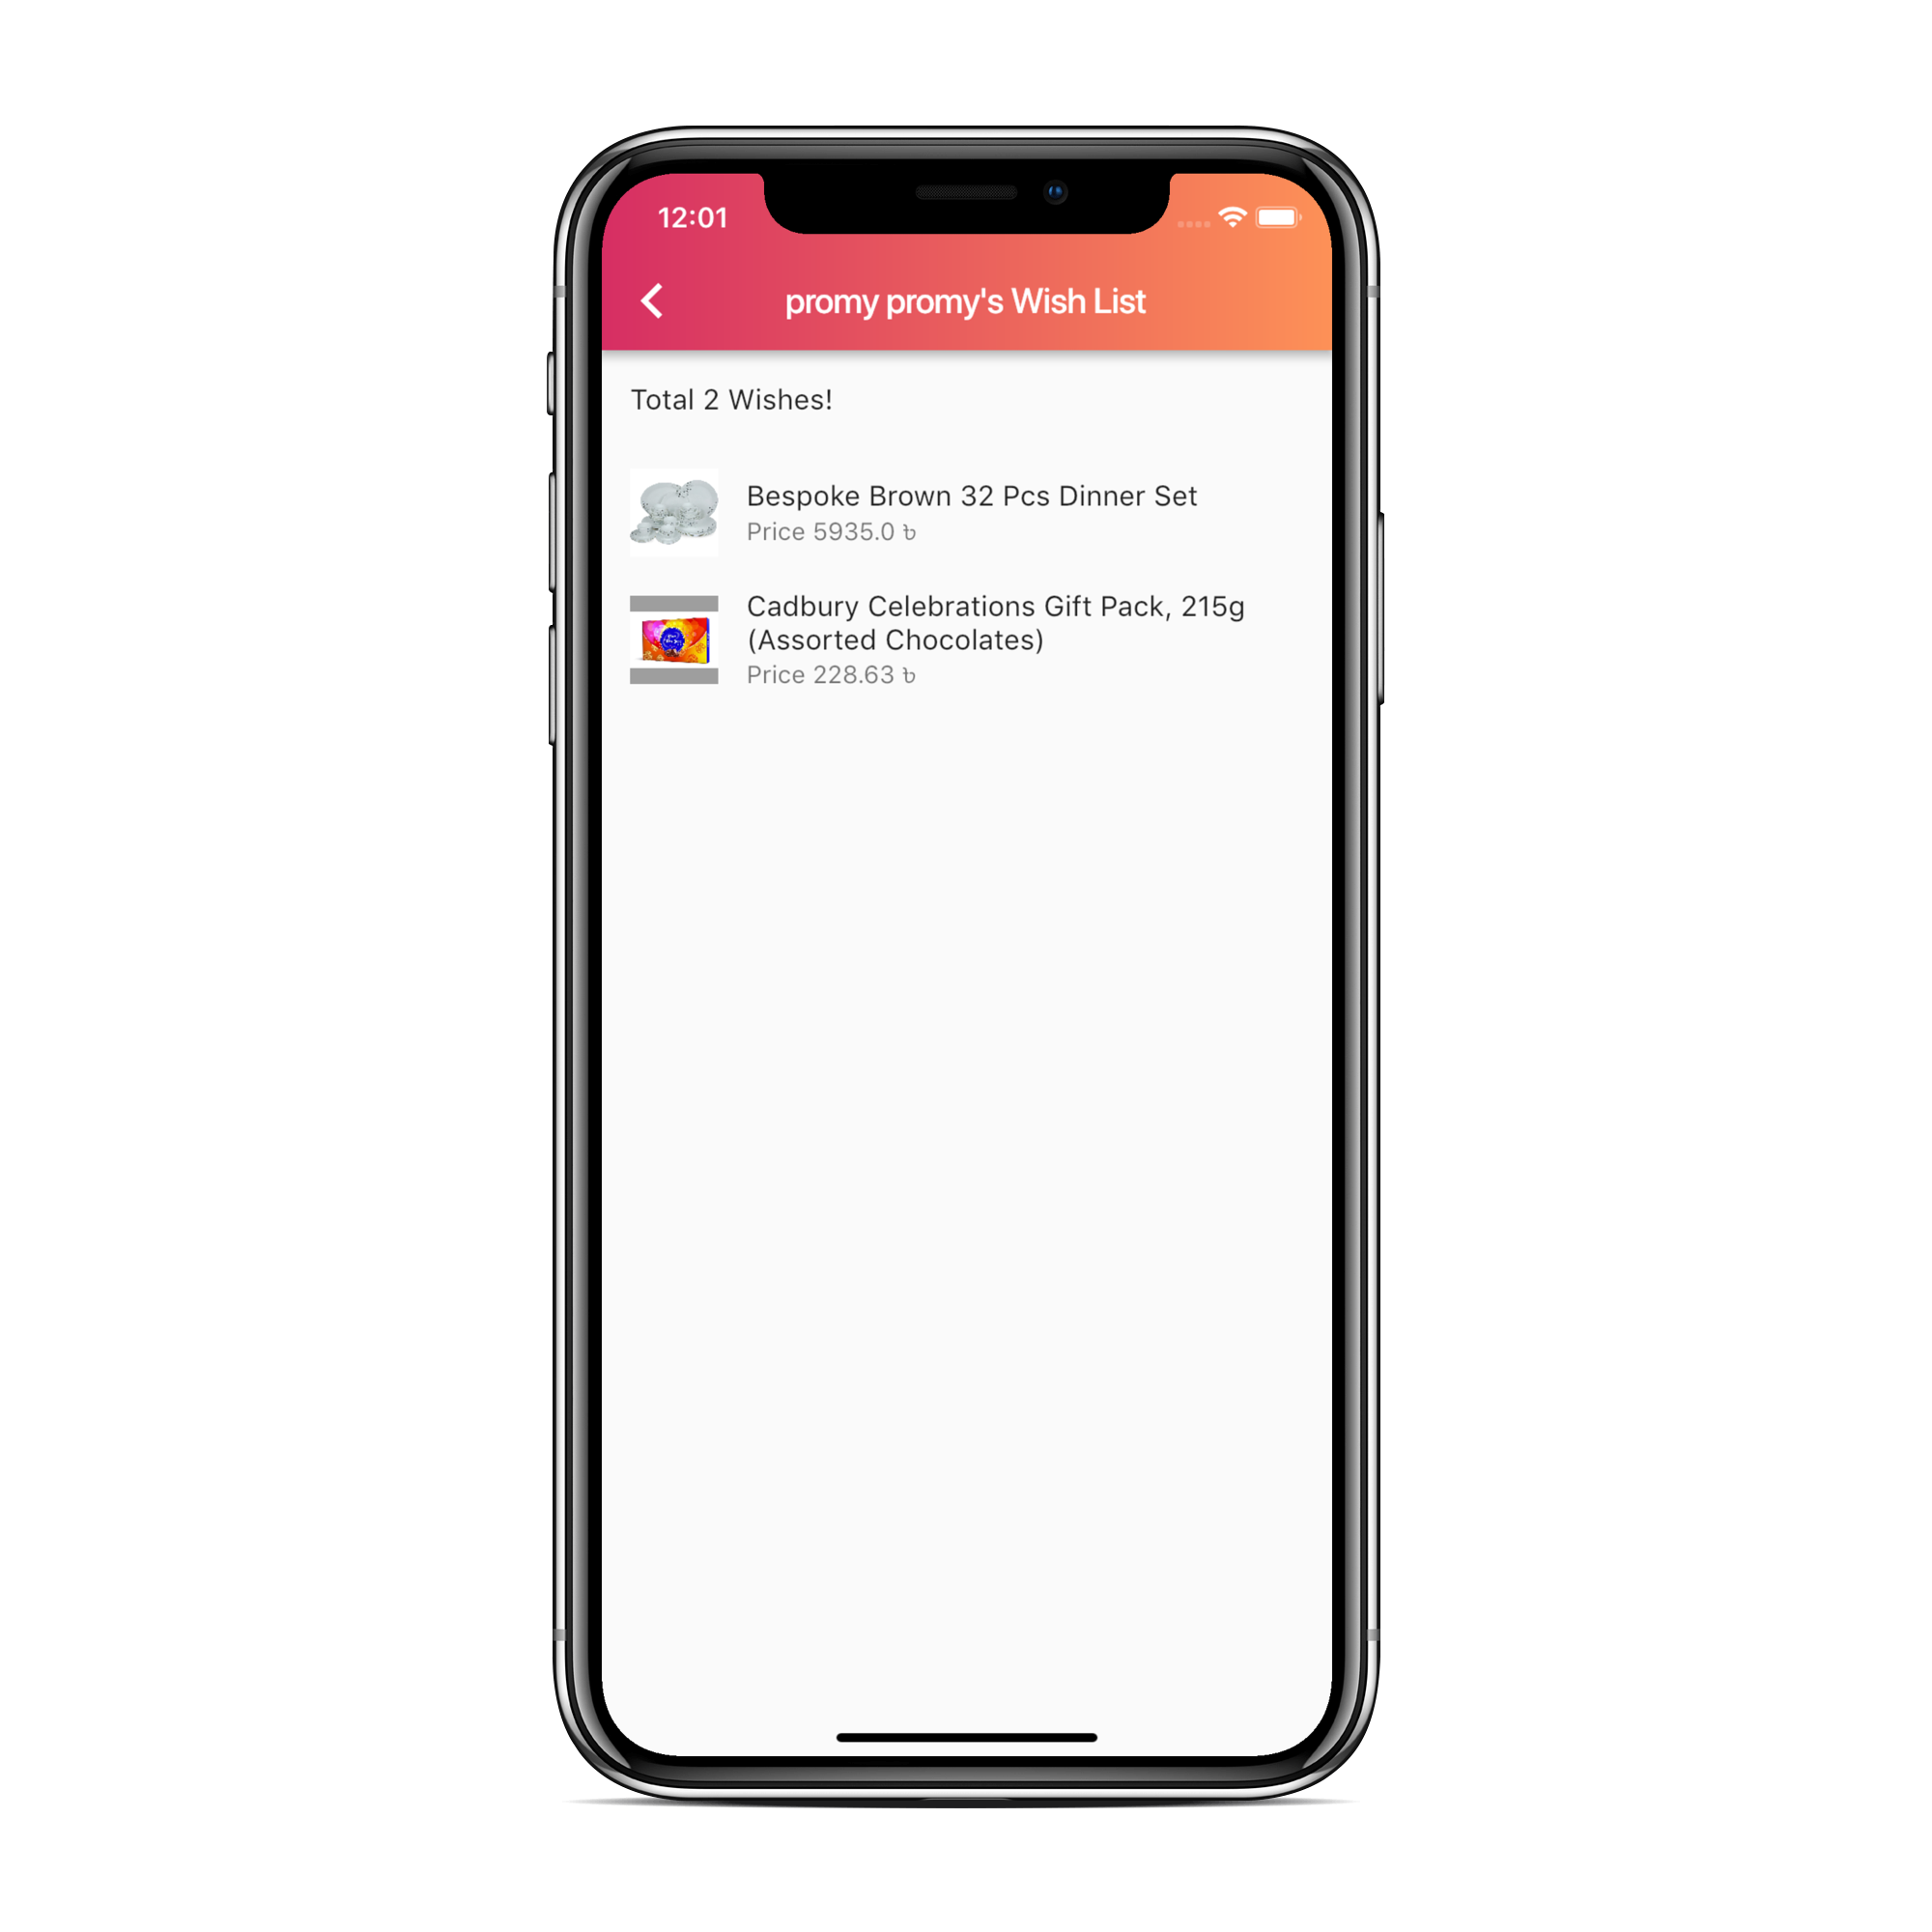 12:01
promy promy's Wish List
Total 2 Wishes!
Bespoke Brown 32 Pcs Dinner Set
Price 5935.0 ৳
Cadbury Celebrations Gift Pack, 215g
(Assorted Chocolates)
Price 228.63 ৳